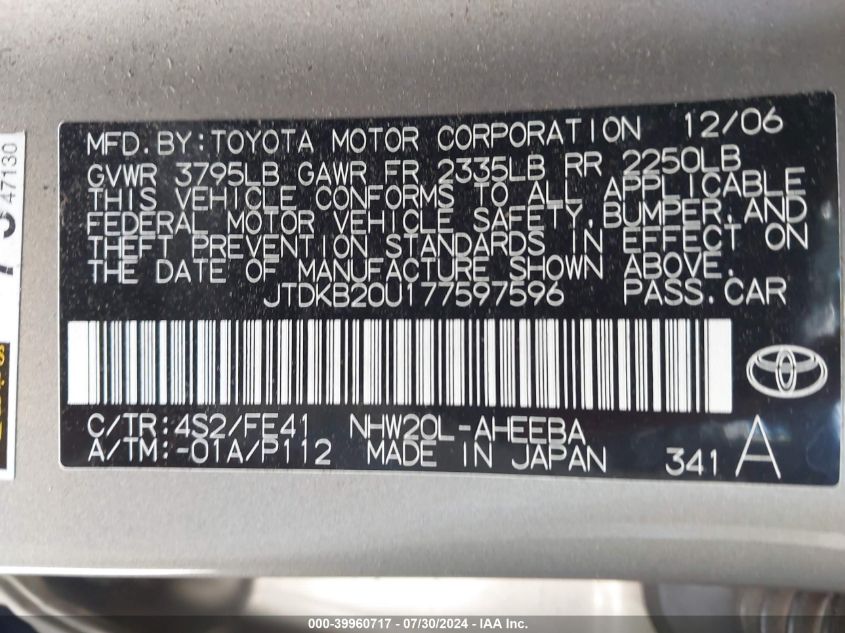 MFD.BY:TOYOTA MOTOR CORPORATION 12/06
GVWR 3795LB GAWR FR 2335LB RR 2250LB
THIS VEHICLE CONFORMS TO ALL APPLICABLE
FEDERAL MOTOR VEHICLE SAFETY,BUMPER,AND
THEFT PREVENTION STANDARDS IN EFFECT ON
THE DATE OF MANUFACTURE SHOWN ABOVE.
JTDKB20U177597596 PASS.CAR
C/TR:4S2/FE41 NHW20L-AHEEBA
A/TM:-01A/P112 MADE IN JAPAN 341 A
47130
000-39960717 - 07/30/2024 - IAA Inc.